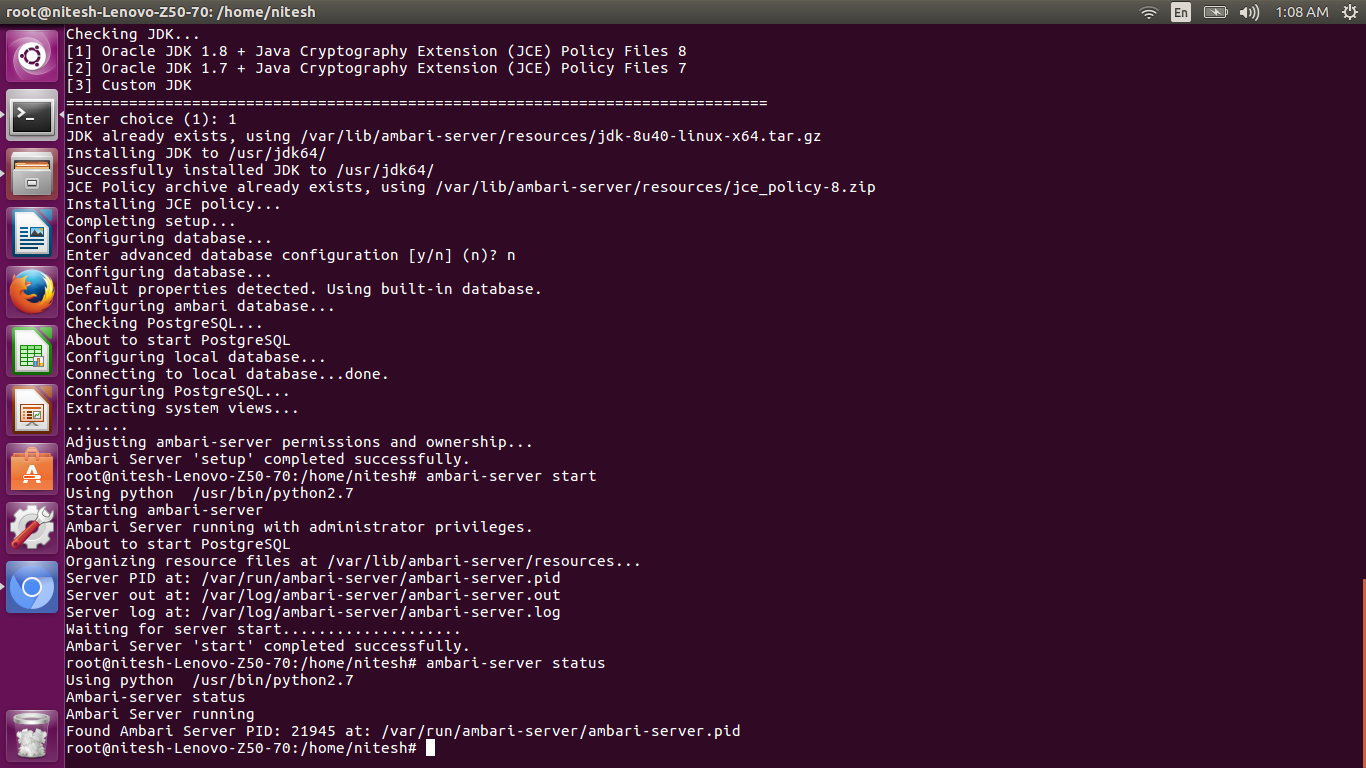 root@nitesh-Lenovo-Z50-70: /home/nitesh
En
1:08 AM
Checking JDK...
[1] Oracle JDK 1.8 + Java Cryptography Extension (JCE) Policy Files 8
[2] Oracle JDK 1.7 + Java Cryptography Extension (JCE) Policy Files 7
[3] Custom JDK
==============================================================================
Enter choice (1): 1
JDK already exists, using /var/lib/ambari-server/resources/jdk-8u40-linux-x64.tar.gz
Installing JDK to /usr/jdk64/
Successfully installed JDK to /usr/jdk64/
JCE Policy archive already exists, using /var/lib/ambari-server/resources/jce_policy-8.zip
Installing JCE policy...
Completing setup...
Configuring database...
Enter advanced database configuration [y/n] (n)? n
Configuring database...
Default properties detected. Using built-in database.
Configuring ambari database...
Checking PostgreSQL...
About to start PostgreSQL
Configuring local database...
Connecting to local database...done.
Configuring PostgreSQL...
Extracting system views...
.......
Adjusting ambari-server permissions and ownership...
Ambari Server 'setup' completed successfully.
root@nitesh-Lenovo-Z50-70:/home/nitesh# ambari-server start
Using python  /usr/bin/python2.7
Starting ambari-server
Ambari Server running with administrator privileges.
About to start PostgreSQL
Organizing resource files at /var/lib/ambari-server/resources...
Server PID at: /var/run/ambari-server/ambari-server.pid
Server out at: /var/log/ambari-server/ambari-server.out
Server log at: /var/log/ambari-server/ambari-server.log
Waiting for server start....................
Ambari Server 'start' completed successfully.
root@nitesh-Lenovo-Z50-70:/home/nitesh# ambari-server status
Using python  /usr/bin/python2.7
Ambari-server status
Ambari Server running
Found Ambari Server PID: 21945 at: /var/run/ambari-server/ambari-server.pid
root@nitesh-Lenovo-Z50-70:/home/nitesh#